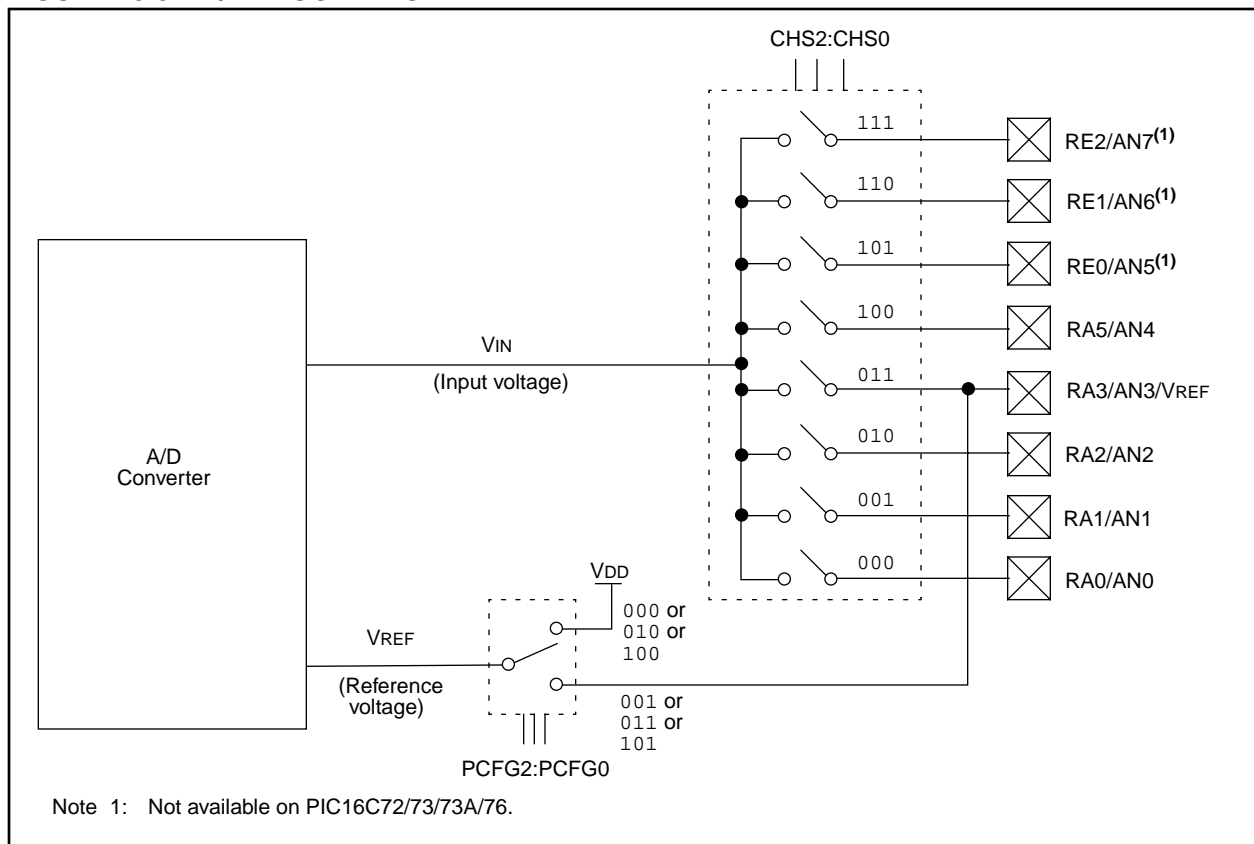 CHS2:CHS0
111
RE2/AN7(1)
110
RE1/AN6(1)
101
RE0/AN5(1)
100
RA5/AN4
VIN
(Input voltage)
011
RA3/AN3/VREF
A/D
Converter
010
RA2/AN2
001
RA1/AN1
000
RA0/AN0
VDD
000 or
010 or
100
VREF
(Reference
voltage)
001 or
011 or
101
PCFG2:PCFG0
Note 1: Not available on PIC16C72/73/73A/76.